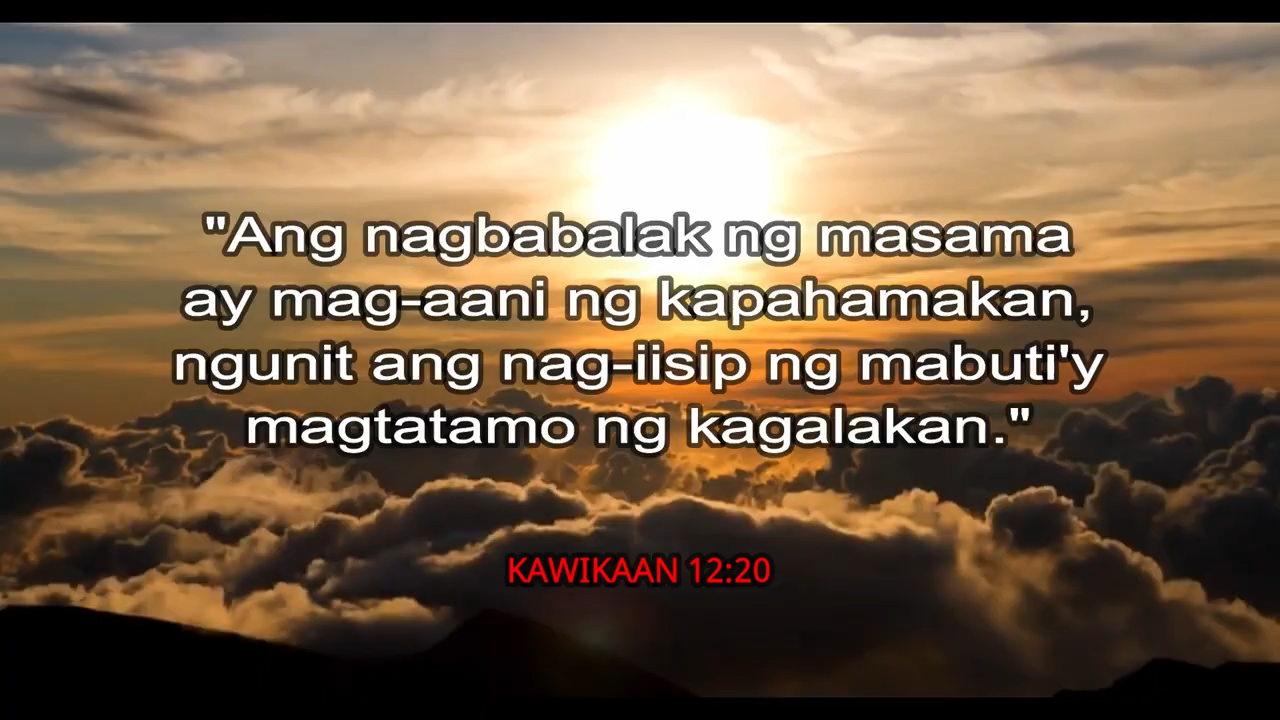 "Ang nagbabalak ng masama
ay mag-aani ng kapahamakan,
ngunit ang nag-iisip ng mabuti'y
magtatamo ng kagalakan."
KAWIKAAN 12:20